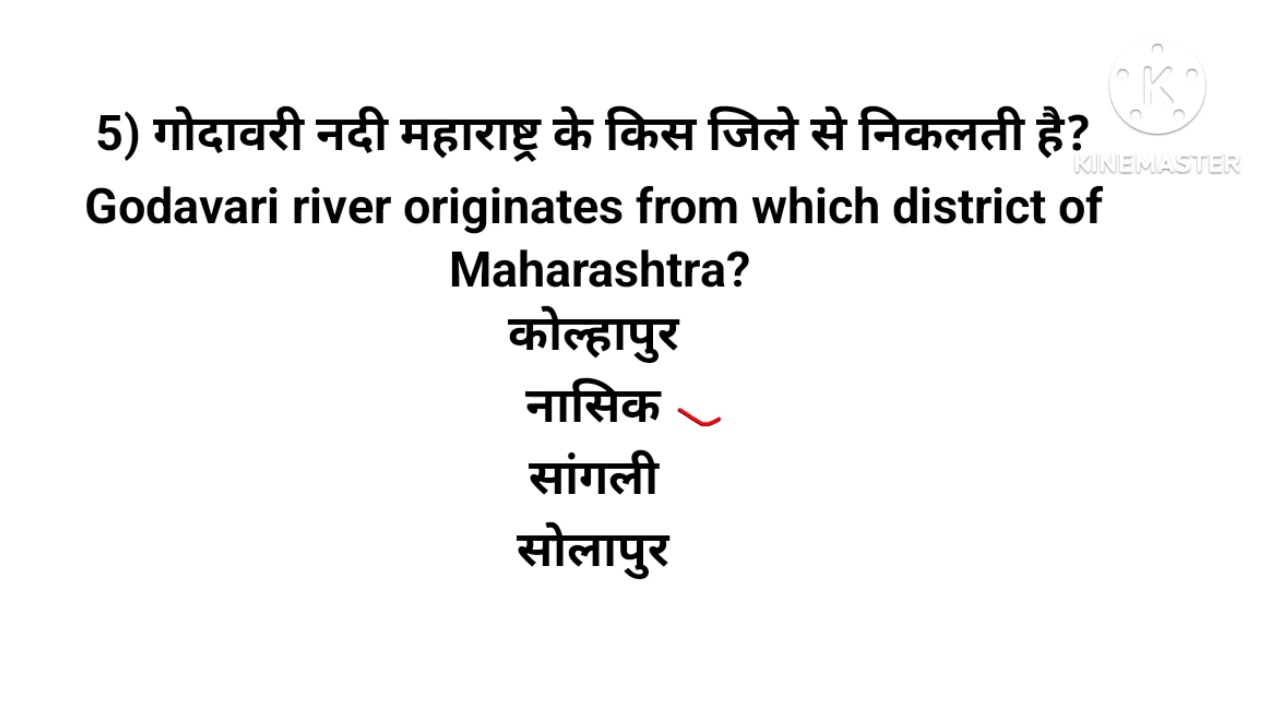 5) गोदावरी नदी महाराष्ट्र के किस जिले से निकलती है?
Godavari river originates from which district of
Maharashtra?
कोल्हापुर
नासिक
सांगली
सोलापुर
K
KINEMASTER